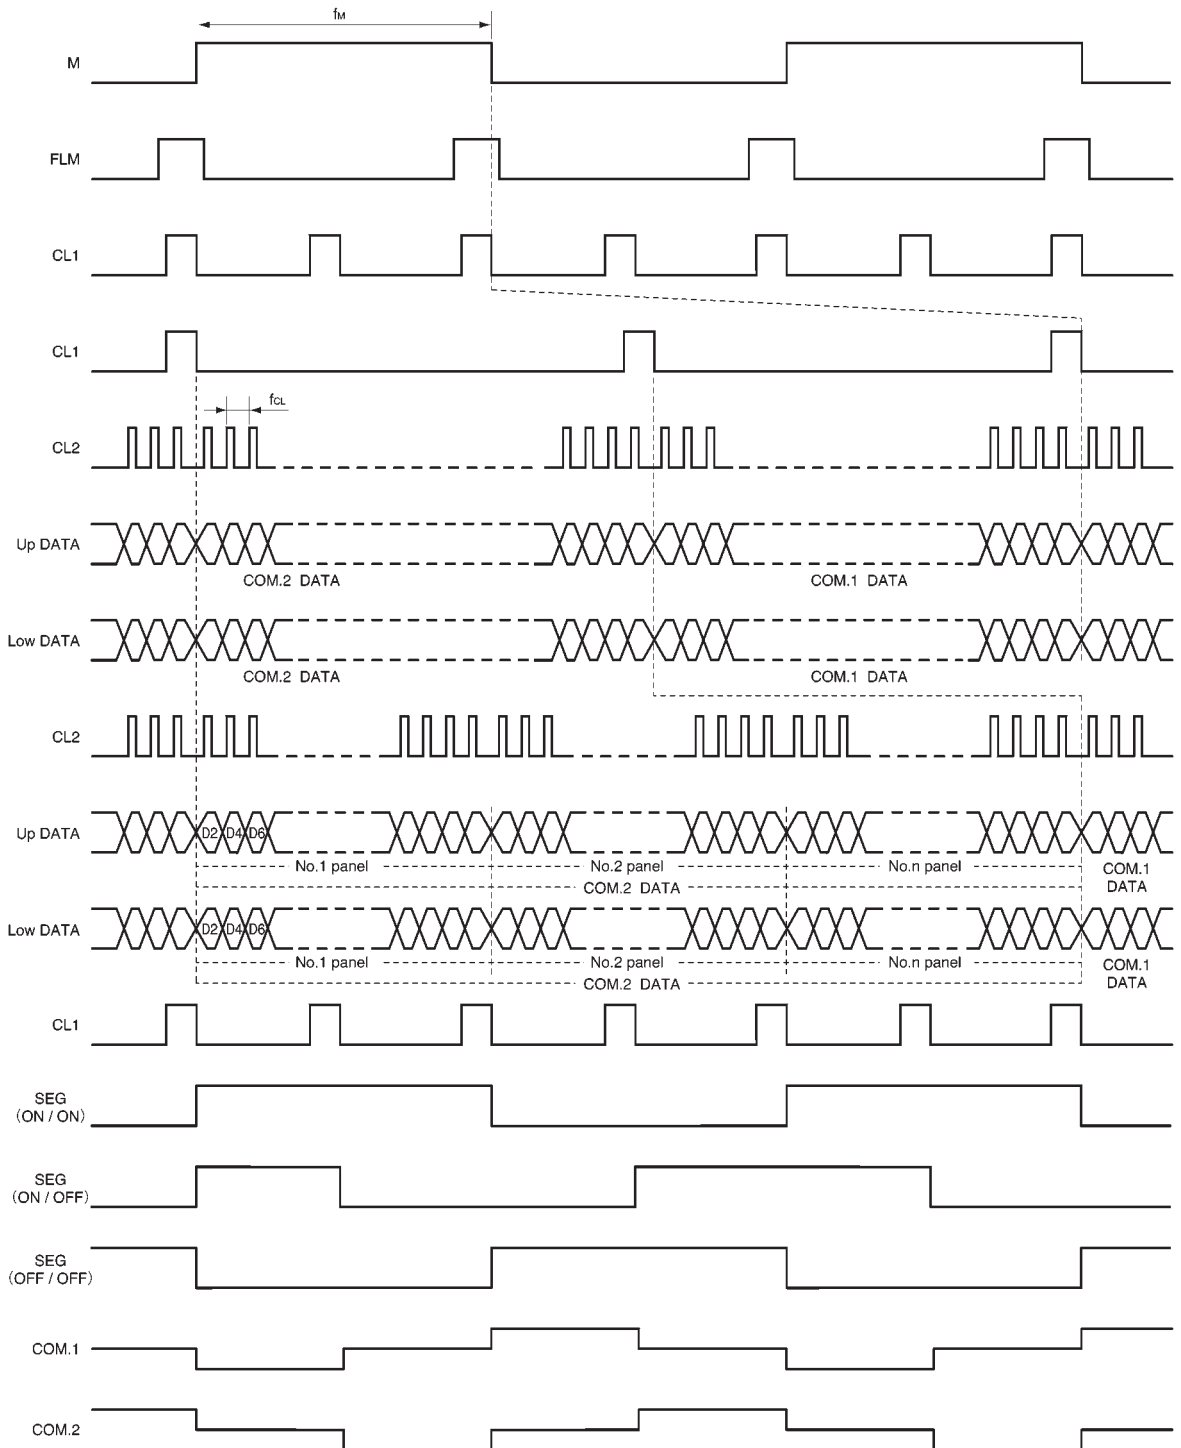 fM
M
FLM
CL1
CL1
fCL
CL2
Up DATA
COM.2 DATA
COM.1 DATA
Low DATA
COM.2 DATA
COM.1 DATA
CL2
Up DATA
D2 D4 D6
No.1 panel
No.2 panel
No.n panel
COM.1
DATA
COM.2 DATA
Low DATA
D2 D4 D6
No.1 panel
No.2 panel
No.n panel
COM.1
DATA
COM.2 DATA
CL1
SEG
(ON / ON)
SEG
(ON / OFF)
SEG
(OFF / OFF)
COM.1
COM.2